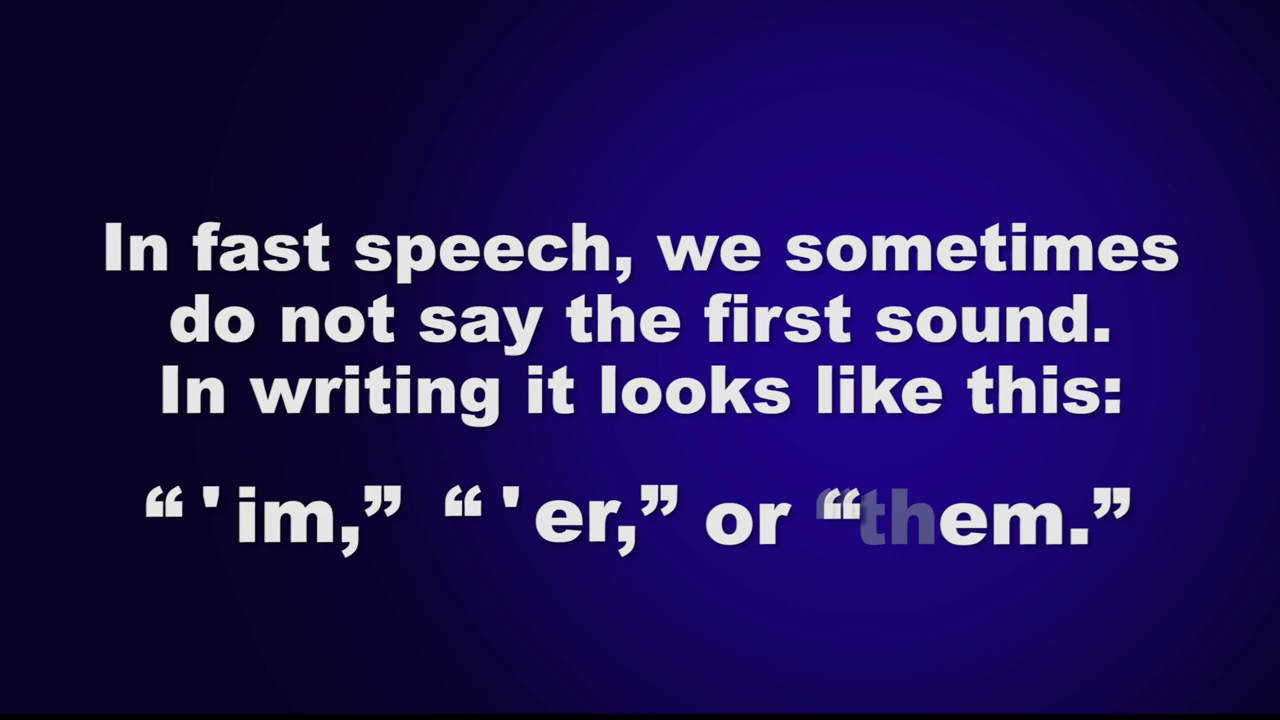 In fast speech, we sometimes
do not say the first sound.
In writing it looks like this:
“ 'im,” “ 'er,” or “them.”